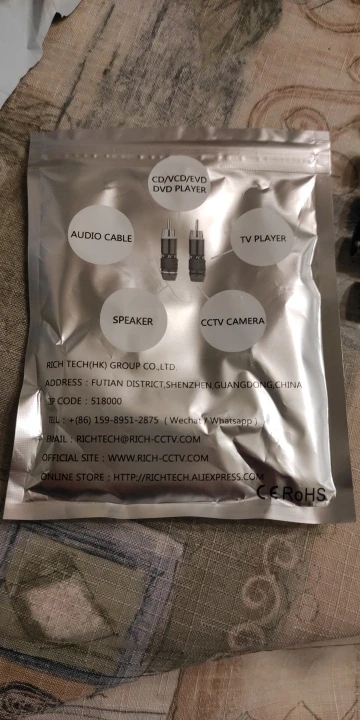 CD/VCD/EVD
DVD PLAYER
AUDIO CABLE
TV PLAYER
SPEAKER
CCTV CAMERA
RICH TECH(HK) GROUP CO.,LTD.
ADDRESS : FUTIAN DISTRICT,SHENZHEN,GUANGDONG,CHINA
ZIP CODE : 518000
TELL : +(86) 159-8951-2875 ( Wechat / Whatsapp )
EMAIL : RICHTECH@RICH-CCTV.COM
OFFICIAL SITE : WWW.RICH-CCTV.COM
ONLINE STORE : HTTP://RICHTECH.ALIEXPRESS.COM
CE RoHS